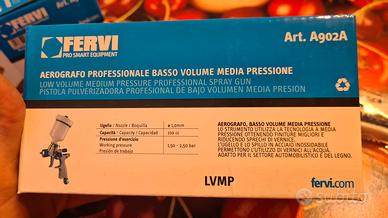 FERVI
PRO SMART EQUIPMENT
Art. A902A
AEROGRAFO PROFESSIONALE BASSO VOLUME MEDIA PRESSIONE
LOW VOLUME MEDIUM PRESSURE PROFESSIONAL SPRAY GUN
PISTOLA PULVERIZADORA PROFESIONAL DE BAJO VOLUMEN MEDIA PRESION
Ugello / Nozzle / Boquilla ø 1,0mm
Capacità / Capacity / Capacidad 100 cc
Pressione d'esercizio
Working pressure 1,50 - 2,50 bar
Presión de trabajo
AEROGRAFO, BASSO VOLUME MEDIA PRESSIONE
LO STRUMENTO UTILIZZA LA TECNOLOGIA A MEDIA
PRESSIONE OTTENENDO FINITURE MIGLIORI E
RIDUCENDO SPRECHI DI VERNICE.
L'UGELLO E LO SPILLO IN ACCIAIO INOSSIDABILE
PERMETTONO L'UTILIZZO DI VERNICI ALL'ACQUA.
ADATTO PER IL SETTORE AUTOMOBILISTICO E DEL LEGNO.
LVMP
fervi.com